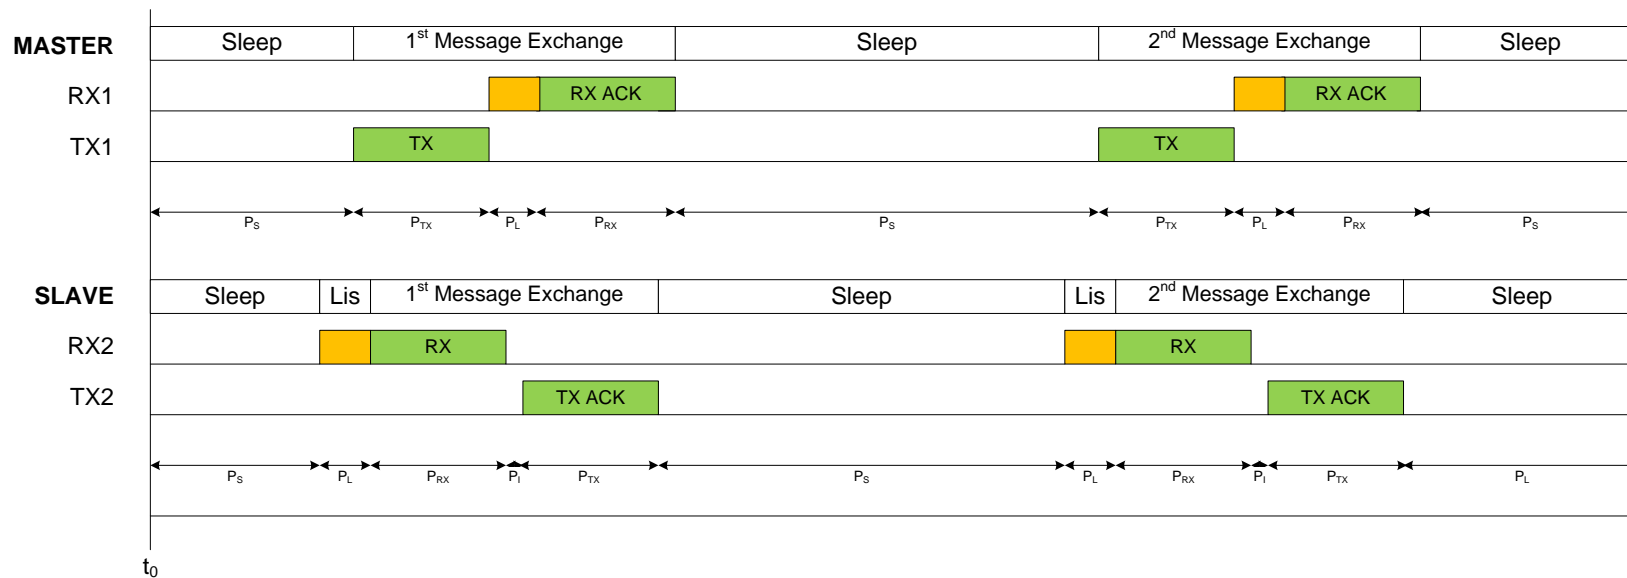 MASTER Sleep 1st Message Exchange Sleep 2nd Message Exchange Sleep
RX1 RX ACK RX ACK
TX1 TX TX
PS PTX PL PRX PS PTX PL PRX PS
SLAVE Sleep Lis 1st Message Exchange Sleep Lis 2nd Message Exchange Sleep
RX2 RX RX
TX2 TX ACK TX ACK
PS PL PRX PI PTX PS PL PRX PI PTX PL
t0